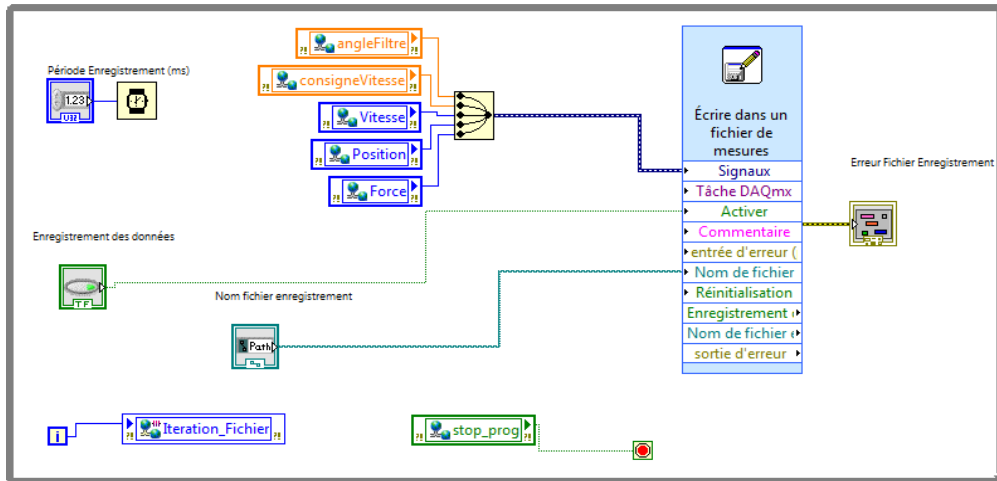 angleFiltre
Période Enregistrement (ms)
consigneVitesse
1.23
U32
Vitesse
Écrire dans un
fichier de
mesures
Position
Signaux
Erreur Fichier Enregistrement
Force
Tâche DAQmx
Activer
Enregistrement des données
Commentaire
entrée d'erreur (
Nom de fichier
TF
Nom fichier enregistrement
Réinitialisation
Enregistrement
Path
Nom de fichier
sortie d'erreur
i
Iteration_Fichier
stop_prog